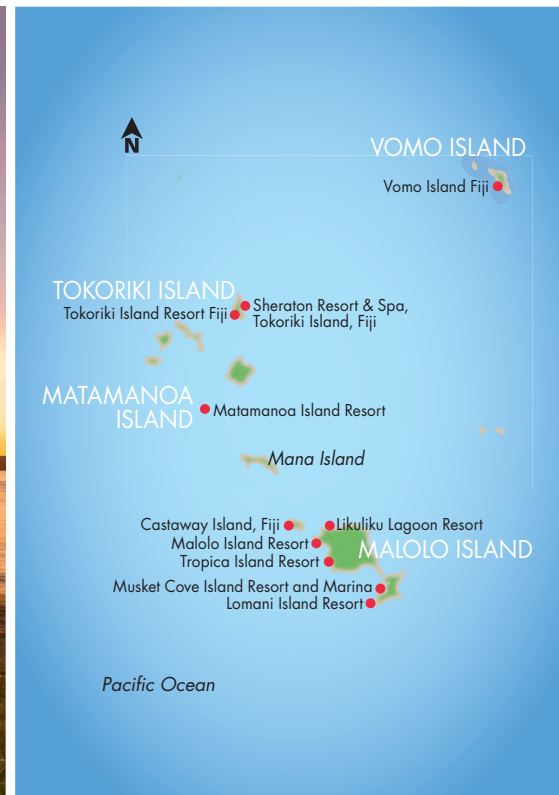 N
VOMO ISLAND
Vomo Island Fiji
TOKORIKI ISLAND
Sheraton Resort & Spa,
Tokoriki Island, Fiji
Tokoriki Island Resort Fiji
MATAMANOA
ISLAND
Matamanoa Island Resort
Mana Island
Castaway Island, Fiji
Likuliku Lagoon Resort
Malolo Island Resort
MALOLO ISLAND
Tropica Island Resort
Musket Cove Island Resort and Marina
Lomani Island Resort
Pacific Ocean